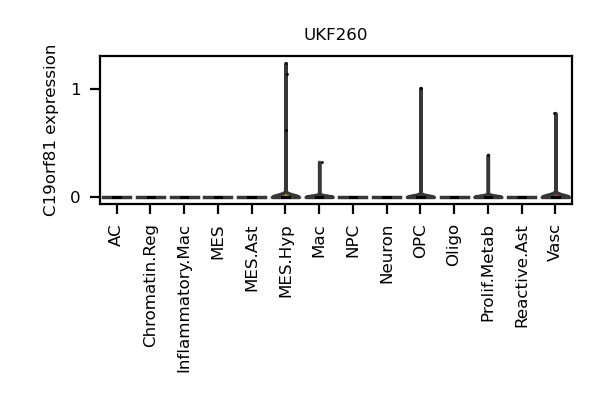 UKF260
C19orf81 expression
1
0
AC
Chromatin.Reg
Inflammatory.Mac
MES
MES.Ast
MES.Hyp
Mac
NPC
Neuron
OPC
Oligo
Prolif.Metab
Reactive.Ast
Vasc